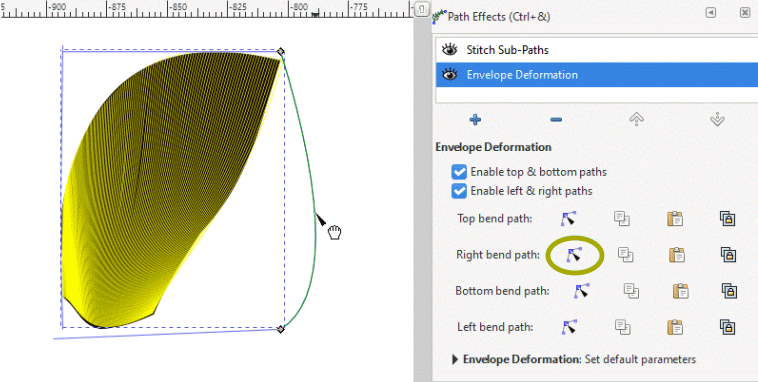 5 -900 -875 -850 -825 -800 -775 -7
Path Effects (Ctrl+&)
Stitch Sub-Paths
Envelope Deformation
Envelope Deformation
Enable top & bottom paths
Enable left & right paths
Top bend path:
Right bend path:
Bottom bend path:
Left bend path:
Envelope Deformation: Set default parameters